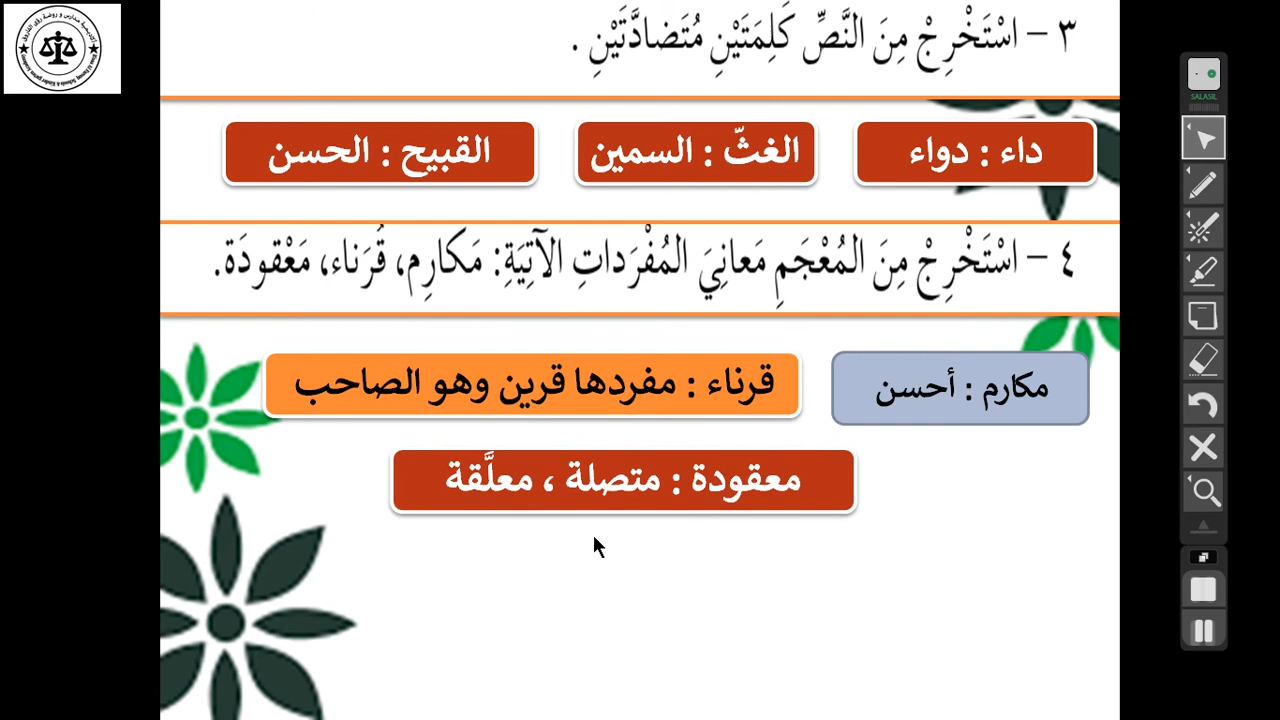 ٣ – اسْتَخْرِجْ مِنَ النَّصِّ كَلِمَتَيْنِ مُتَضادَّتَيْنِ .
داء : دواء
الغثّ : السمين
القبيح : الحسن
٤ – اسْتَخْرِجْ مِنَ المُعْجَمِ مَعانِيَ المُفْرَداتِ الآتِيَةِ: مَكارِم، قُرَناء، مَعْقودَة.
مكارم : أحسن
قرناء : مفردها قرين وهو الصاحب
معقودة : متصلة ، معلَّقة
SALASIL